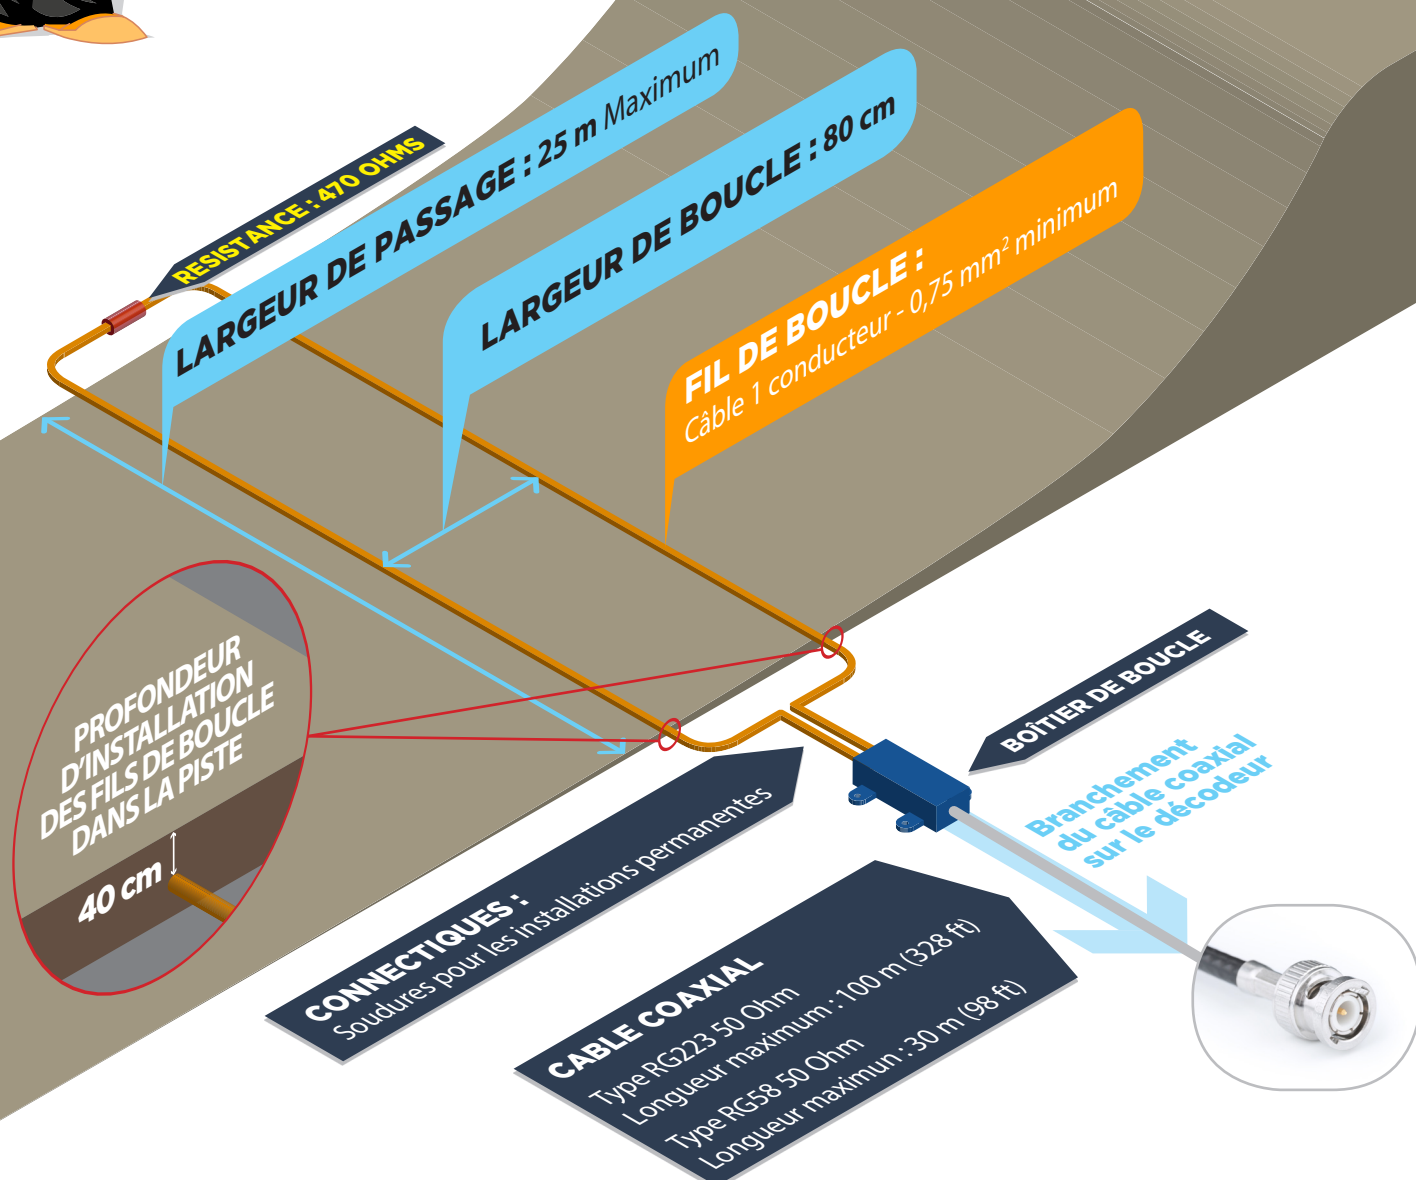 RESISTANCE : 470 OHMS
LARGEUR DE PASSAGE : 25 m Maximum
LARGEUR DE BOUCLE : 80 cm
FIL DE BOUCLE :
Câble 1 conducteur - 0,75 mm² minimum
PROFONDEUR
D'INSTALLATION
DES FILS DE BOUCLE
DANS LA PISTE
40 cm
BOÎTIER DE BOUCLE
Branchement
du câble coaxial
sur le décodeur
CONNECTIQUES :
Soudures pour les installations permanentes
CABLE COAXIAL
Type RG223 50 Ohm
Longueur maximum : 100 m (328 ft)
Type RG58 50 Ohm
Longueur maximun : 30 m (98 ft)